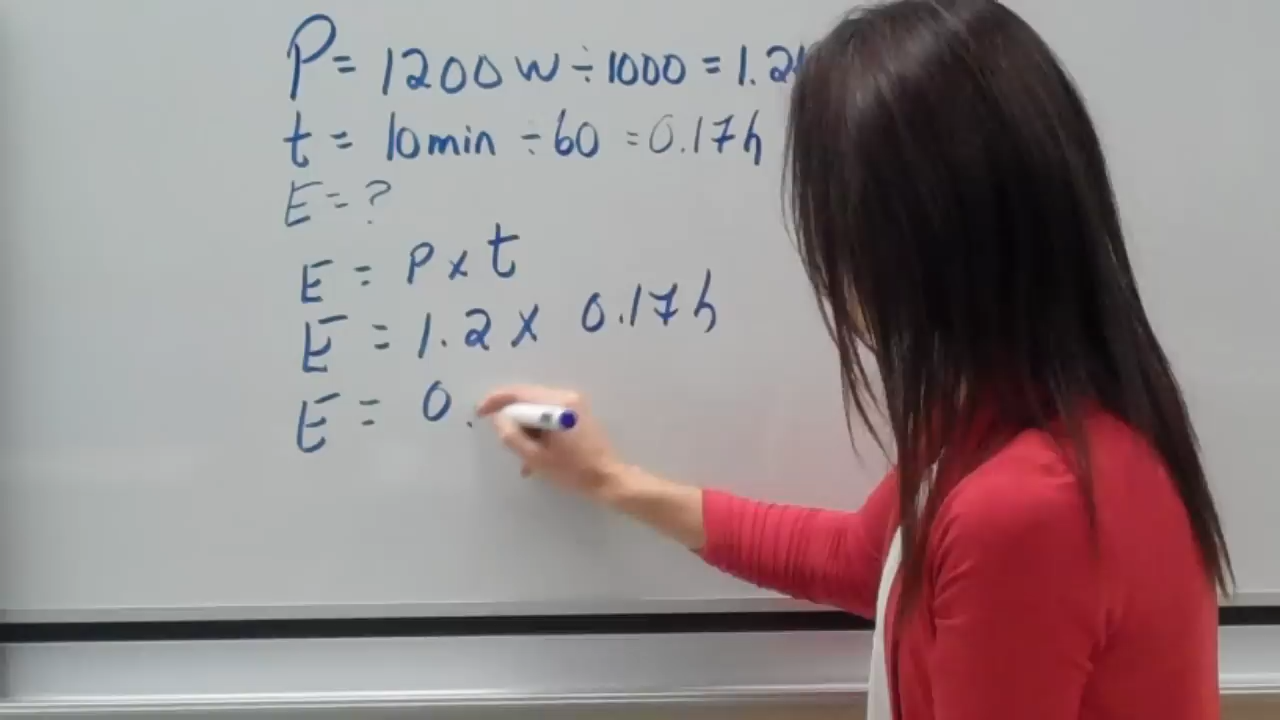 P = 1200 W ÷ 1000 = 1.2
t = 10 min ÷ 60 = 0.17 h
E = ?
E = P x t
E = 1.2 x 0.17 h
E = 0.